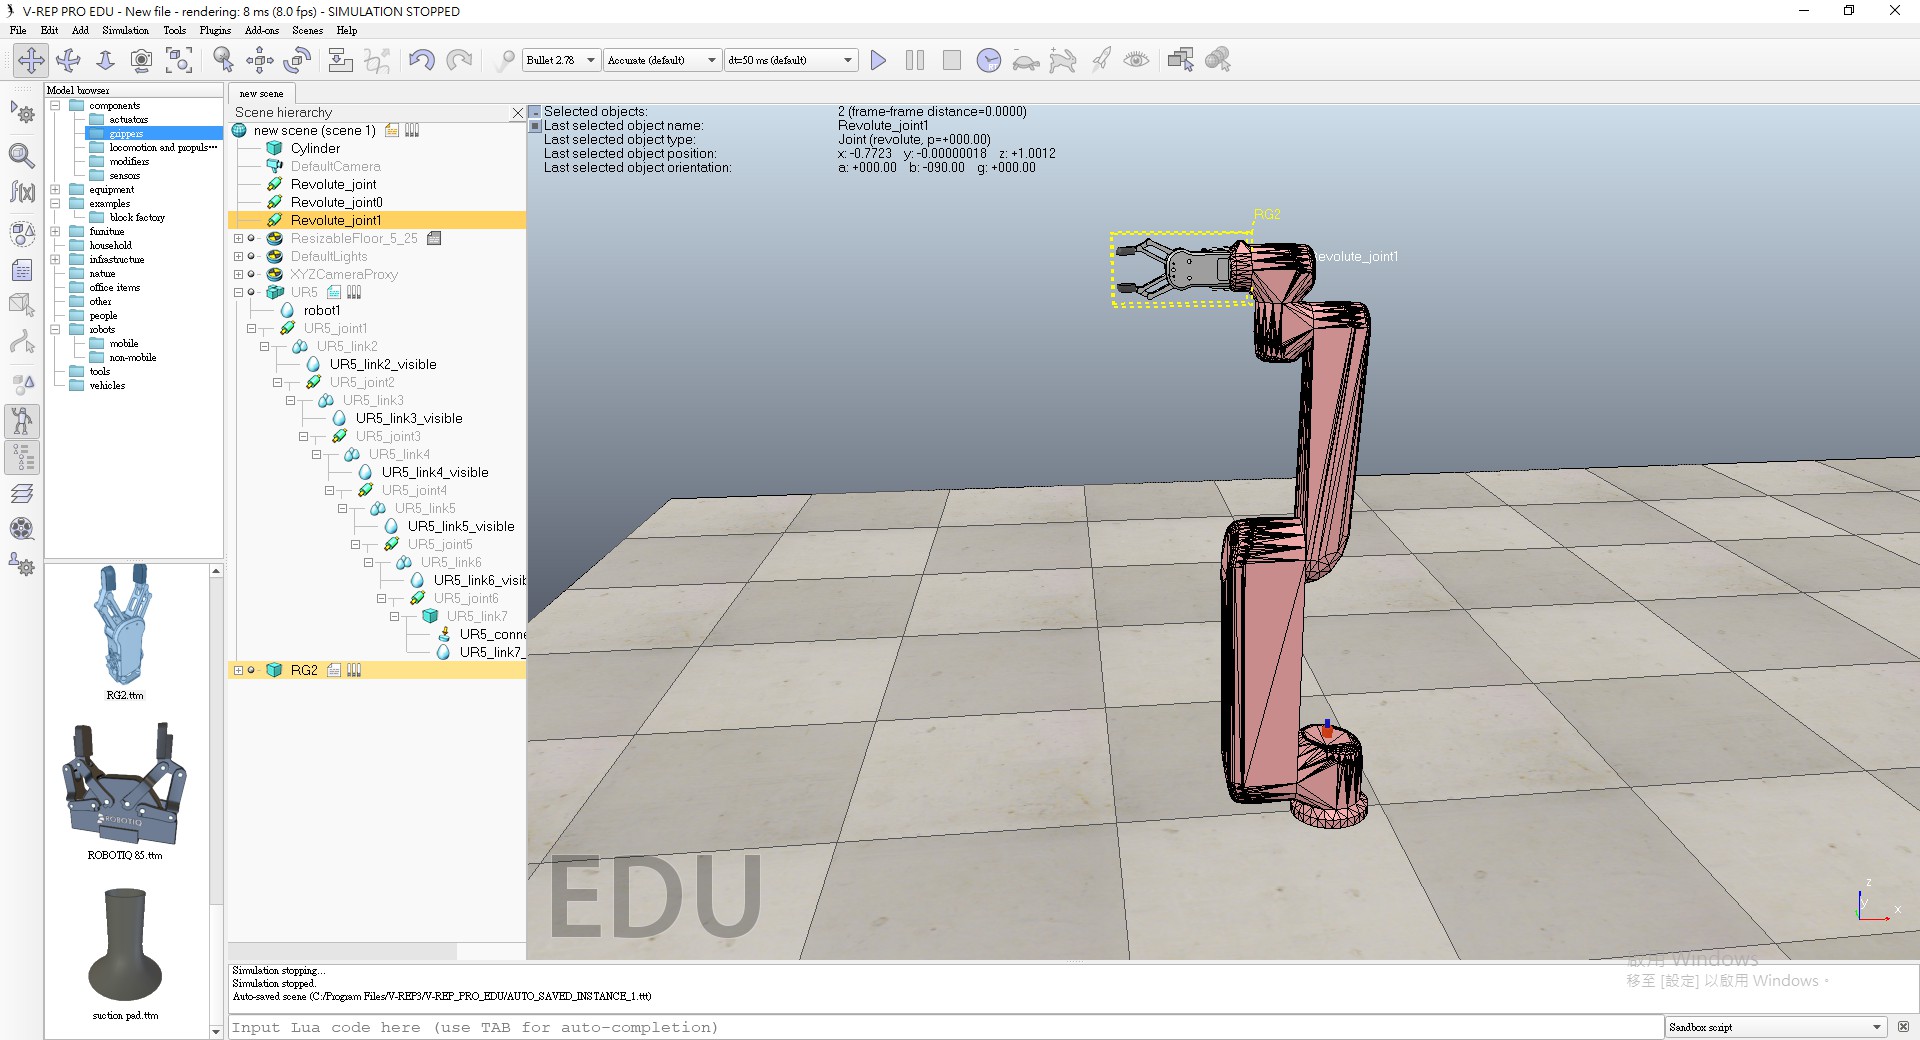 V-REP PRO EDU - New file - rendering: 8 ms (8.0 fps) - SIMULATION STOPPED
File Edit Add Simulation Tools Plugins Add-ons Scenes Help
Bullet 2.78 Accurate (default) dt=50 ms (default)
Model browser
components
actuators
grippers
locomotion and propuls···
modifiers
sensors
equipment
examples
block factory
furniture
household
infrastructure
nature
office items
other
people
robots
mobile
non-mobile
tools
vehicles
RG2.ttm
ROBOTIQ
ROBOTIQ 85.ttm
suction pad.ttm
new scene
Scene hierarchy
new scene (scene 1)
Cylinder
DefaultCamera
Revolute_joint
Revolute_joint0
Revolute_joint1
ResizableFloor_5_25
DefaultLights
XYZCameraProxy
UR5
robot1
UR5_joint1
UR5_link2
UR5_link2_visible
UR5_joint2
UR5_link3
UR5_link3_visible
UR5_joint3
UR5_link4
UR5_link4_visible
UR5_joint4
UR5_link5
UR5_link5_visible
UR5_joint5
UR5_link6
UR5_link6_visib
UR5_joint6
UR5_link7
UR5_conne
UR5_link7_
RG2
Selected objects: 2 (frame-frame distance=0.0000)
Last selected object name: Revolute_joint1
Last selected object type: Joint (revolute, p=+000.00)
Last selected object position: x: -0.7723 y: -0.00000018 z: +1.0012
Last selected object orientation: a: +000.00 b: -090.00 g: +000.00
RG2
evolute_joint1
EDU
z
y
x
啟用 Windows
移至 [設定] 以啟用 Windows。
Simulation stopping...
Simulation stopped.
Auto-saved scene (C:/Program Files/V-REP3/V-REP_PRO_EDU/AUTO_SAVED_INSTANCE_1.ttt)
Input Lua code here (use TAB for auto-completion)
Sandbox script